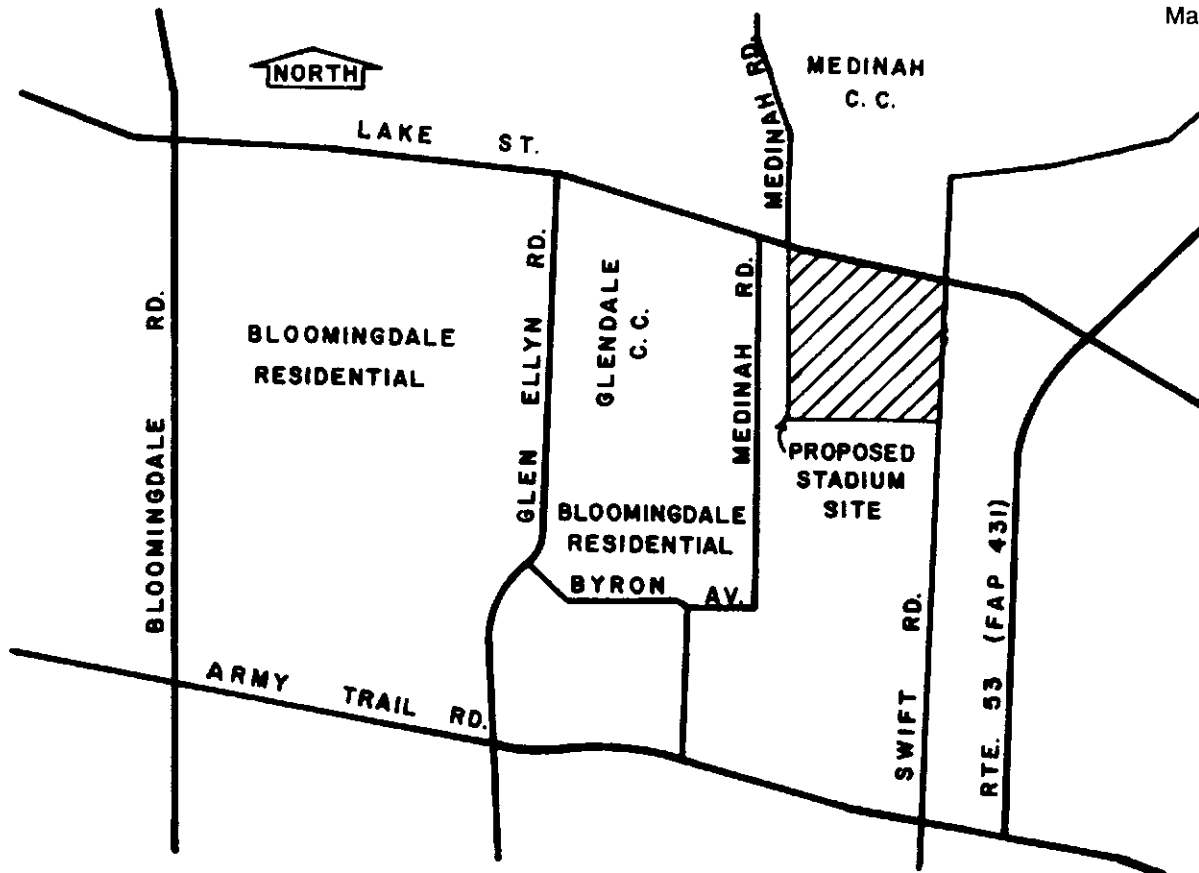 Ma
NORTH
MEDINAH RD.
MEDINAH
C. C.
LAKE ST.
BLOOMINGDALE RD.
BLOOMINGDALE
RESIDENTIAL
GLEN ELLYN RD.
GLENDALE
C. C.
MEDINAH RD.
PROPOSED
STADIUM
SITE
BLOOMINGDALE
RESIDENTIAL
BYRON AV.
SWIFT RD.
RTE. 53 (FAP 431)
ARMY TRAIL RD.